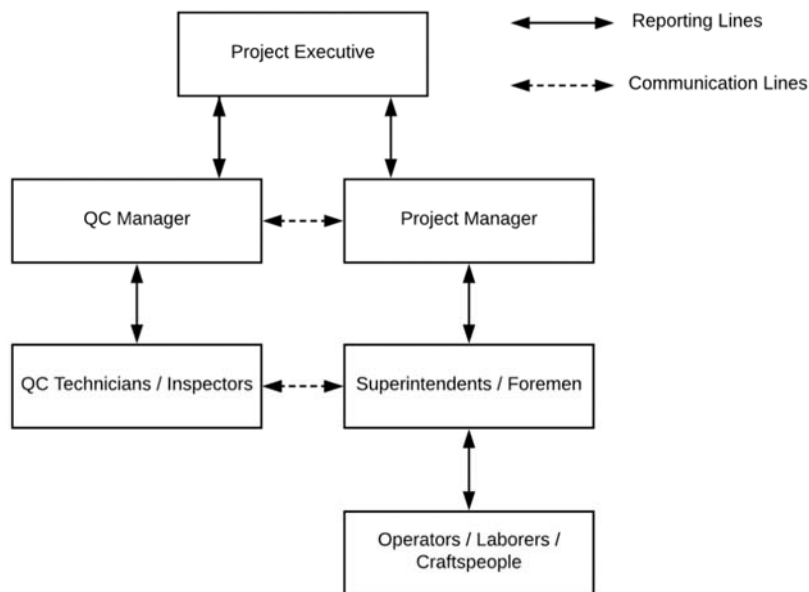 Project Executive
Reporting Lines
Communication Lines
QC Manager
Project Manager
QC Technicians / Inspectors
Superintendents / Foremen
Operators / Laborers /
Craftspeople